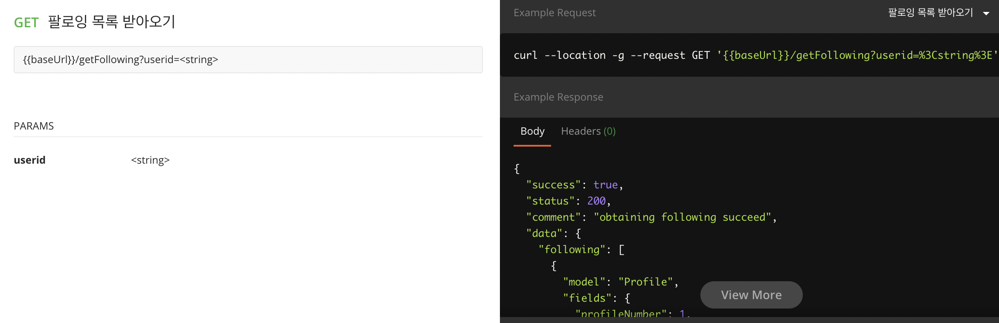 GET 팔로잉 목록 받아오기
{{baseUrl}}/getFollowing?userid=<string>
PARAMS
userid <string>
Example Request 팔로잉 목록 받아오기
curl --location -g --request GET '{{baseUrl}}/getFollowing?userid=%3Cstring%3E'
Example Response
Body Headers (0)
{
"success": true,
"status": 200,
"comment": "obtaining following succeed",
"data": {
"following": [
{
"model": "Profile",
"fields": {
"profileNumber": 1,
View More